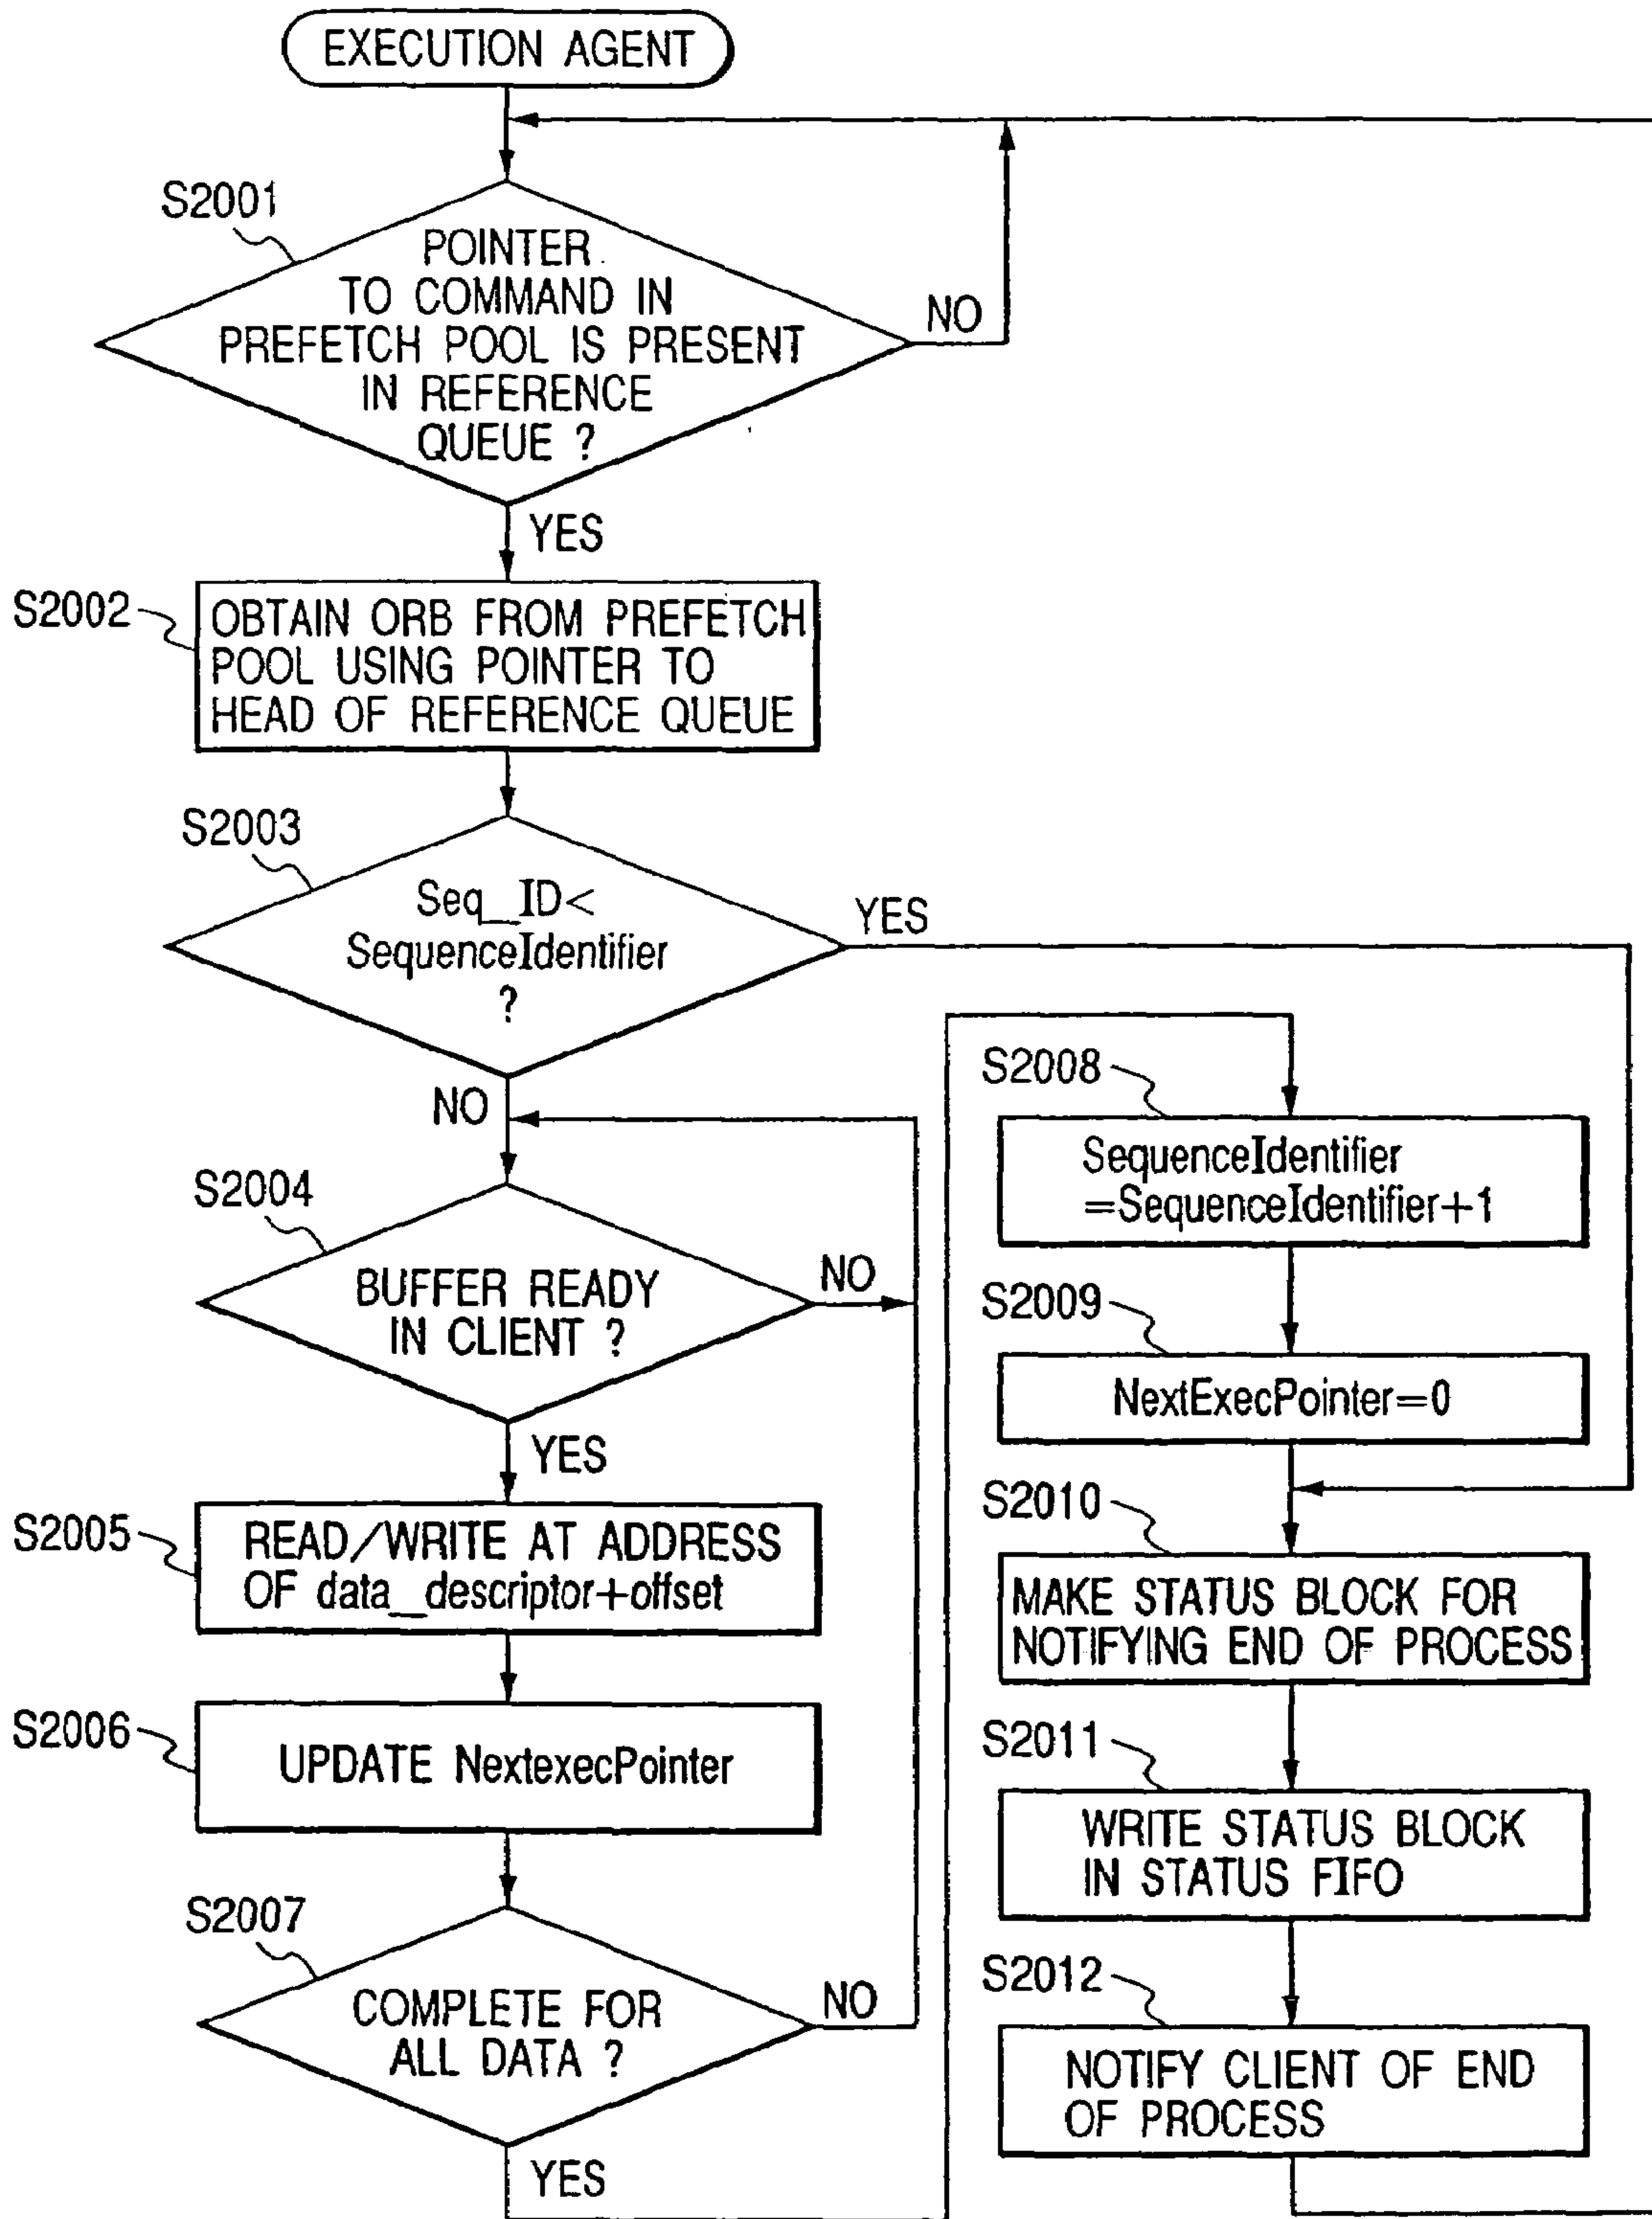 EXECUTION AGENT
S2001
POINTER
TO COMMAND IN
PREFETCH POOL IS PRESENT
IN REFERENCE
QUEUE ?
NO
YES
S2002
OBTAIN ORB FROM PREFETCH
POOL USING POINTER TO
HEAD OF REFERENCE QUEUE
S2003
Seq_ID<
SequenceIdentifier
?
YES
NO
S2004
BUFFER READY
IN CLIENT ?
NO
YES
S2005
READ/WRITE AT ADDRESS
OF data_descriptor+offset
S2006
UPDATE NextexecPointer
S2007
COMPLETE FOR
ALL DATA ?
NO
YES
S2008
SequenceIdentifier
=SequenceIdentifier+1
S2009
NextExecPointer=0
S2010
MAKE STATUS BLOCK FOR
NOTIFYING END OF PROCESS
S2011
WRITE STATUS BLOCK
IN STATUS FIFO
S2012
NOTIFY CLIENT OF END
OF PROCESS